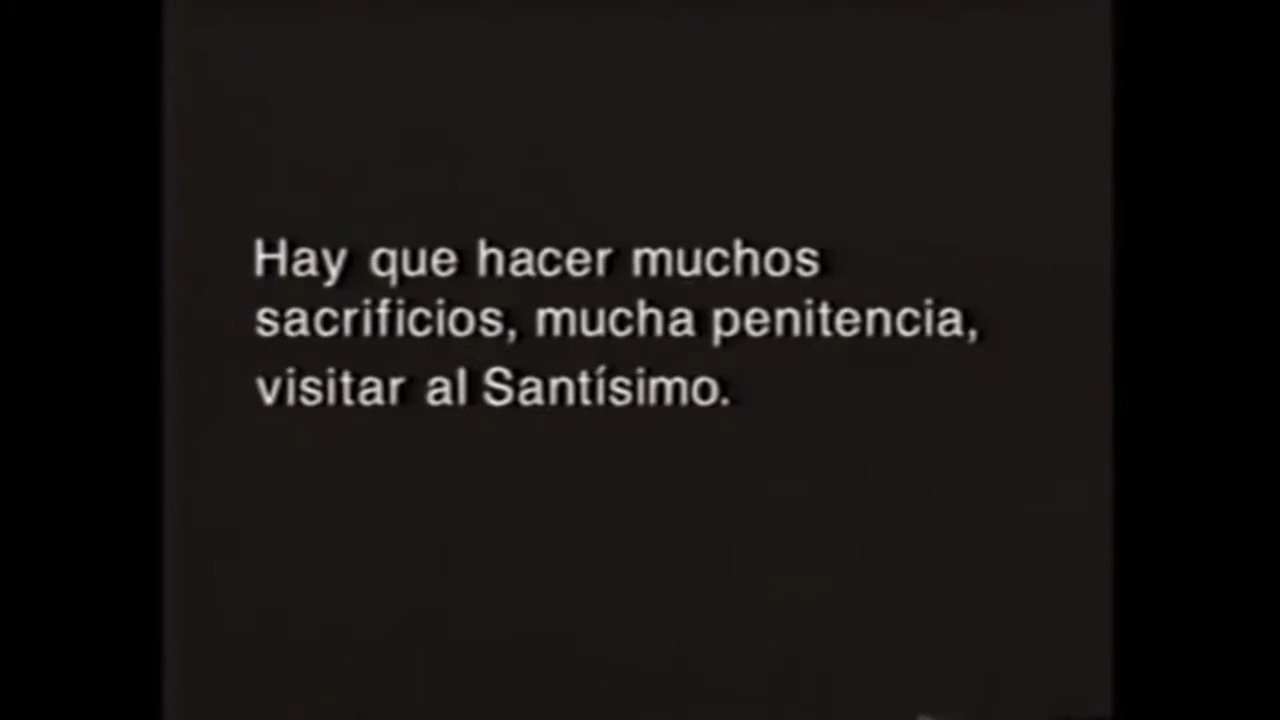 Hay que hacer muchos
sacrificios, mucha penitencia,
visitar al Santísimo.